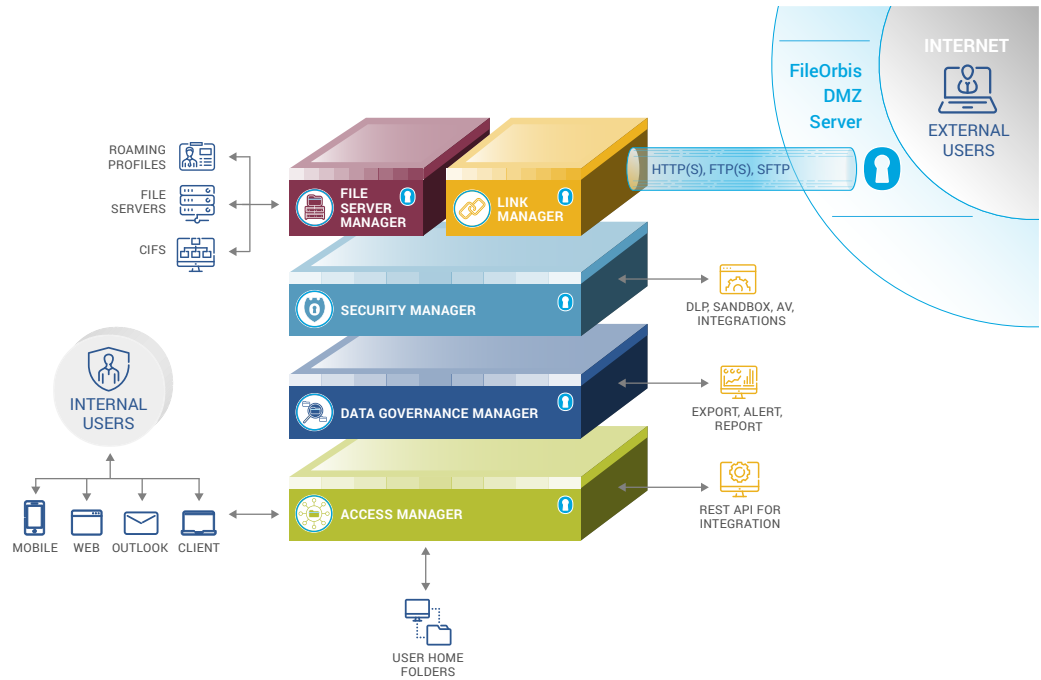 INTERNET
FileOrbis
DMZ
Server
EXTERNAL
USERS
ROAMING
PROFILES
FILE
SERVERS
CIFS
FILE
SERVER
MANAGER
LINK
MANAGER
HTTP(S), FTP(S), SFTP
SECURITY MANAGER
DLP, SANDBOX, AV,
INTEGRATIONS
DATA GOVERNANCE MANAGER
EXPORT, ALERT,
REPORT
INTERNAL
USERS
ACCESS MANAGER
REST API FOR
INTEGRATION
MOBILE
WEB
OUTLOOK
CLIENT
USER HOME
FOLDERS